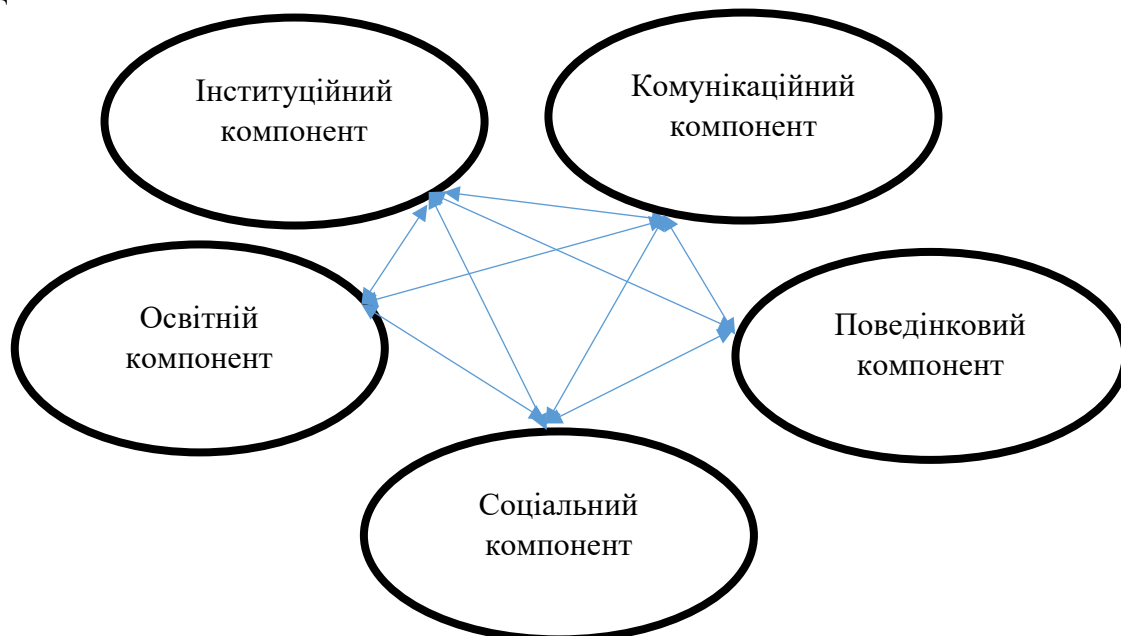 Інституційний
компонент
Комунікаційний
компонент
Освітній
компонент
Поведінковий
компонент
Соціальний
компонент